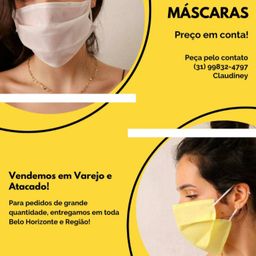 MÁSCARAS
Preço em conta!
Peça pelo contato
(31) 99832-4797
Claudiney
Vendemos em Varejo e
Atacado!
Para pedidos de grande
quantidade, entregamos em toda
Belo Horizonte e Região!